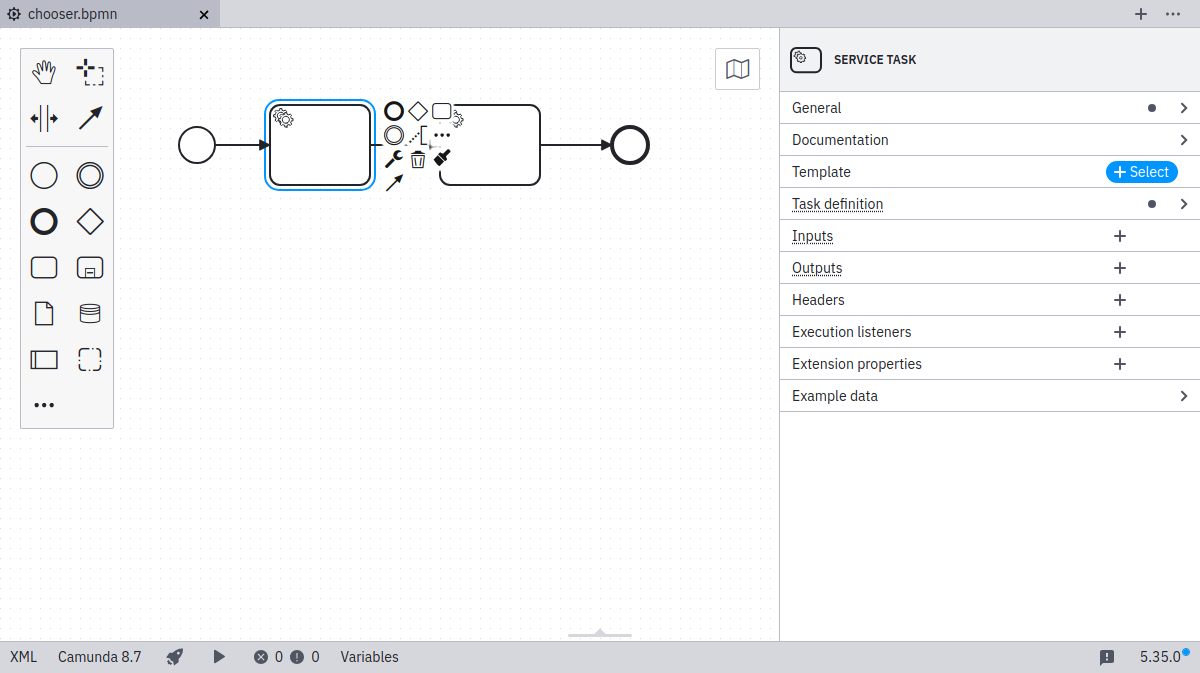 chooser.bpmn
SERVICE TASK
General
Documentation
Template
Select
Task definition
Inputs
Outputs
Headers
Execution listeners
Extension properties
Example data
XML Camunda 8.7 0 0 Variables 5.35.0